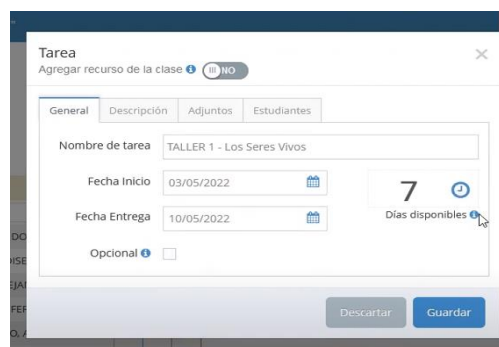 Tarea
Agregar recurso de la clase NO
General Descripción Adjuntos Estudiantes
Nombre de tarea TALLER 1 - Los Seres Vivos
Fecha Inicio 03/05/2022
7
Fecha Entrega 10/05/2022
Días disponibles
Opcional
Descartar Guardar